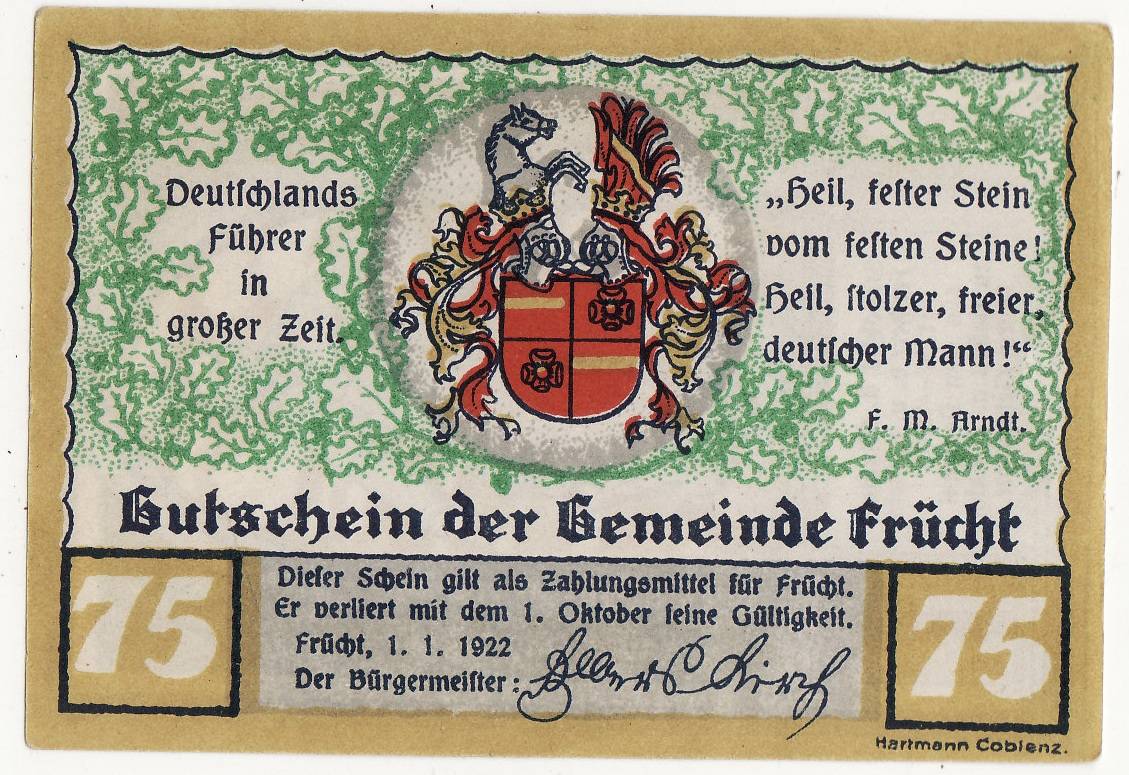 Deutſchlands
Führer
in
großer Zeit.
„Heil, feſter Stein
vom feſten Steine!
Heil, ſtolzer, freier,
deutſcher Mann!“
F. M. Arndt.
Gutschein der Gemeinde Frücht
75
Dieſer Schein gilt als Zahlungsmittel für Frücht.
Er verliert mit dem 1. Oktober ſeine Gültigkeit.
Frücht, 1. 1. 1922
Der Bürgermeiſter:
75
Hartmann Coblenz.